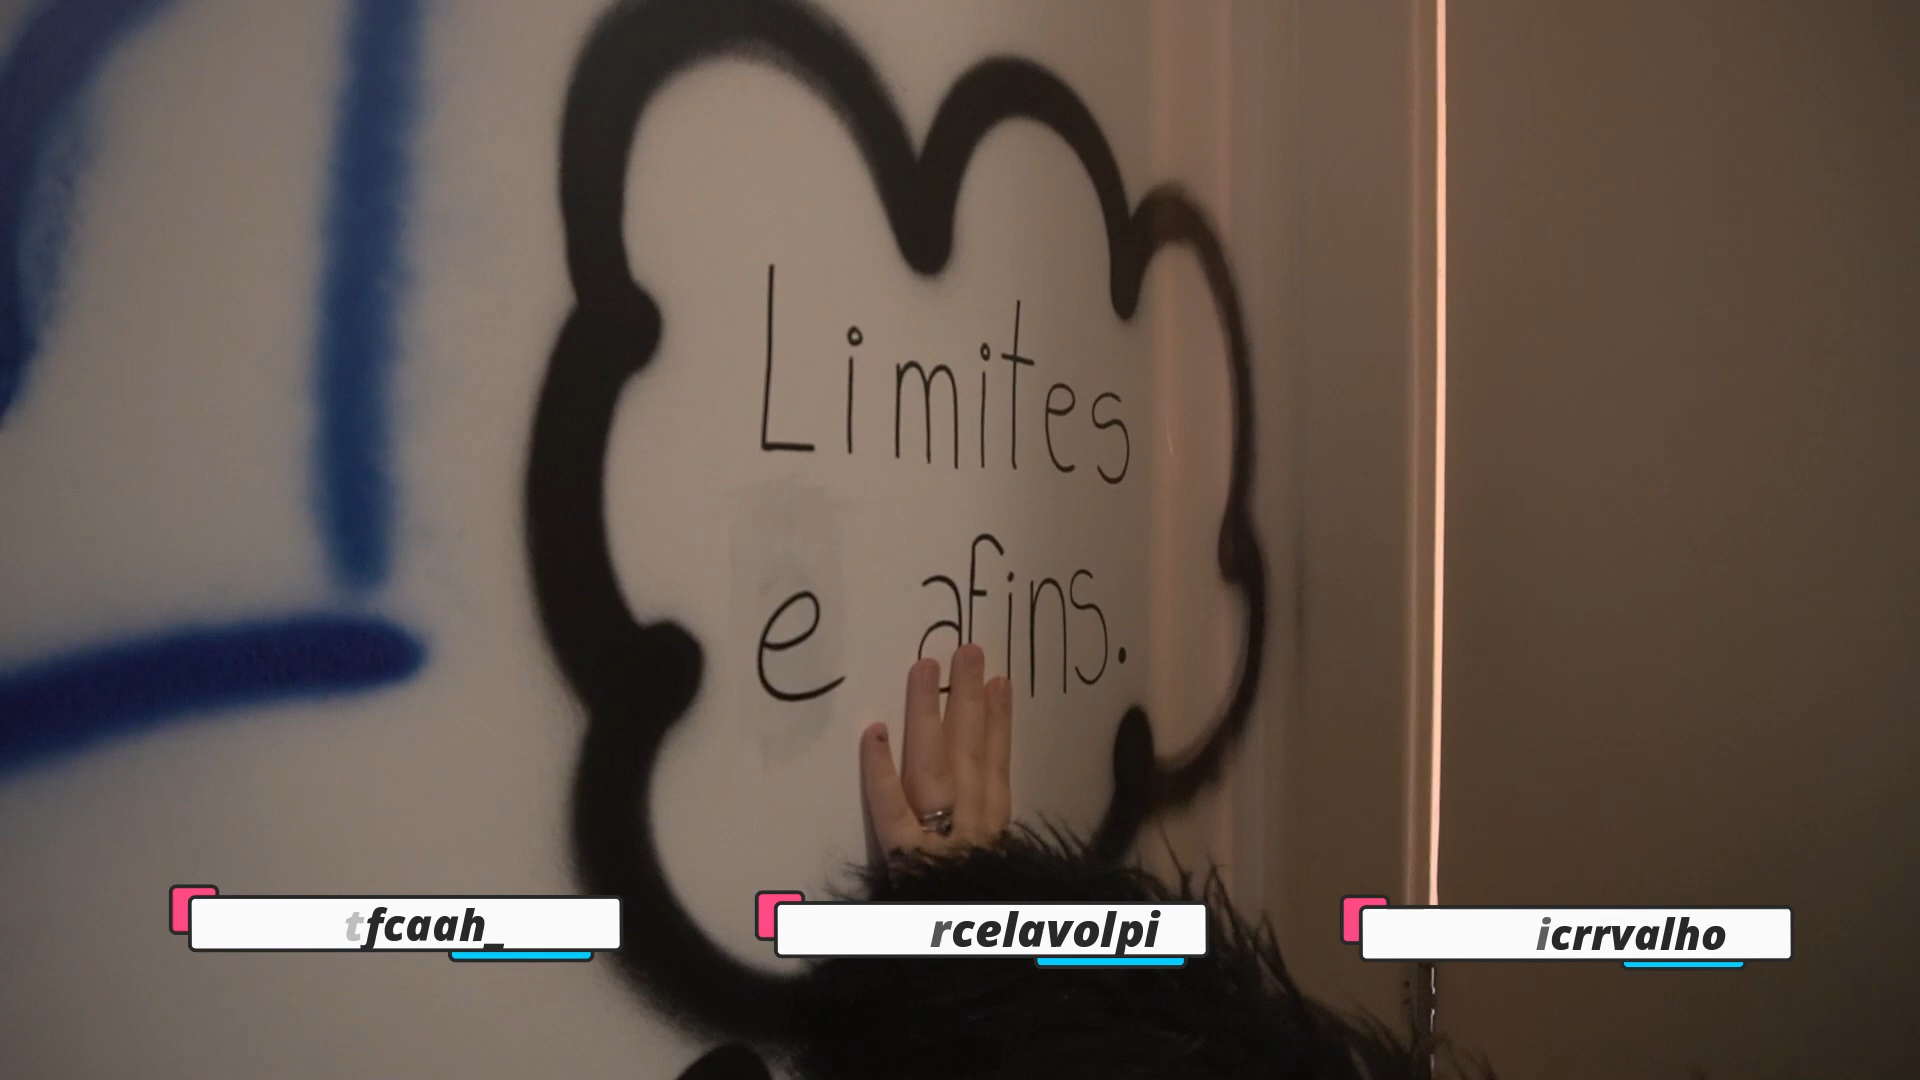 Limites
e afins.
tfcaah_
rcelavolpi
icrrvalho